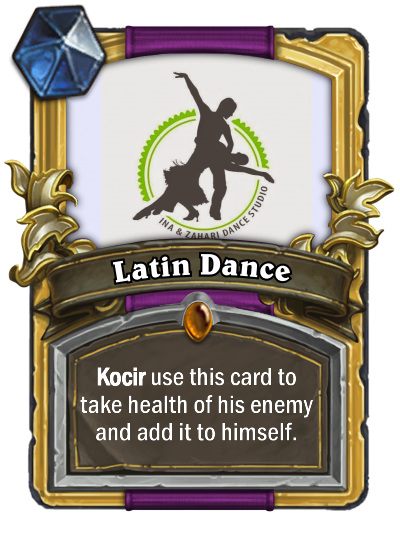 INA & ZAHARI DANCE STUDIO
Latin Dance
Kocir use this card to
take health of his enemy
and add it to himself.